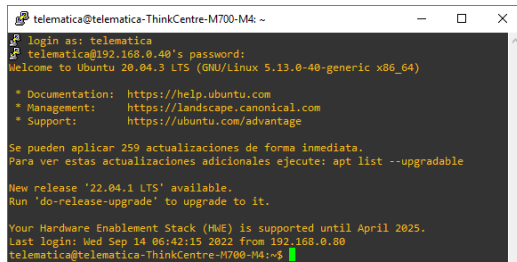 telematica@telematica-ThinkCentre-M700-M4: ~
login as: telematica
telematica@192.168.0.40's password:
Welcome to Ubuntu 20.04.3 LTS (GNU/Linux 5.13.0-40-generic x86_64)
* Documentation: https://help.ubuntu.com
* Management: https://landscape.canonical.com
* Support: https://ubuntu.com/advantage
Se pueden aplicar 259 actualizaciones de forma inmediata.
Para ver estas actualizaciones adicionales ejecute: apt list --upgradable
New release '22.04.1 LTS' available.
Run 'do-release-upgrade' to upgrade to it.
Your Hardware Enablement Stack (HWE) is supported until April 2025.
Last login: Wed Sep 14 06:42:15 2022 from 192.168.0.80
telematica@telematica-ThinkCentre-M700-M4:~$